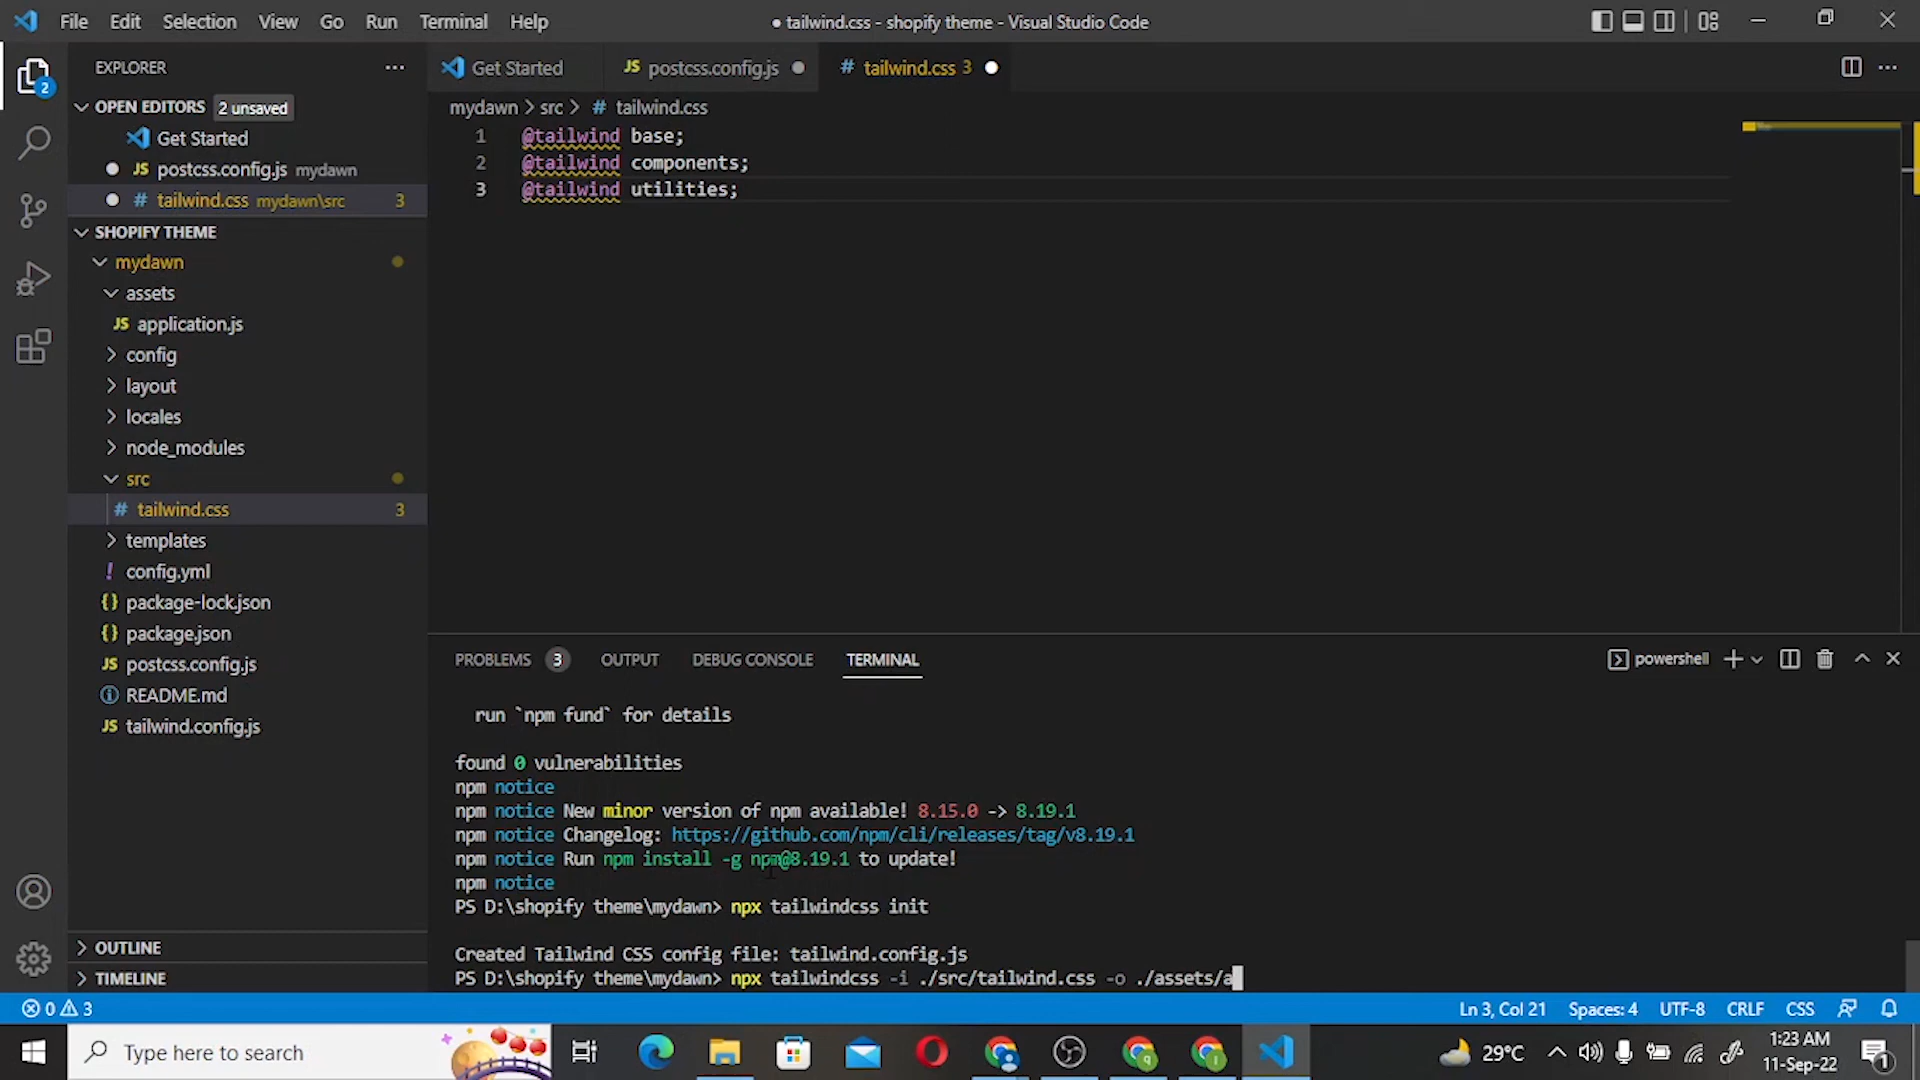 File Edit Selection View Go Run Terminal Help
● tailwind.css - shopify theme - Visual Studio Code
EXPLORER
Get Started
JS postcss.config.js
# tailwind.css 3
OPEN EDITORS 2 unsaved
mydawn > src > # tailwind.css
Get Started
JS postcss.config.js mydawn
# tailwind.css mydawn\src 3
1 @tailwind base;
2 @tailwind components;
3 @tailwind utilities;
2
SHOPIFY THEME
mydawn
assets
JS application.js
config
layout
locales
node_modules
src
# tailwind.css 3
templates
! config.yml
{} package-lock.json
{} package.json
JS postcss.config.js
README.md
JS tailwind.config.js
OUTLINE
TIMELINE
PROBLEMS 3 OUTPUT DEBUG CONSOLE TERMINAL
powershell
run `npm fund` for details
found 0 vulnerabilities
npm notice
npm notice New minor version of npm available! 8.15.0 -> 8.19.1
npm notice Changelog: https://github.com/npm/cli/releases/tag/v8.19.1
npm notice Run npm install -g npm@8.19.1 to update!
npm notice
PS D:\shopify theme\mydawn> npx tailwindcss init
Created Tailwind CSS config file: tailwind.config.js
PS D:\shopify theme\mydawn> npx tailwindcss -i ./src/tailwind.css -o ./assets/a
0 3
Ln 3, Col 21 Spaces: 4 UTF-8 CRLF CSS
Type here to search
29°C
1:23 AM
11-Sep-22
1